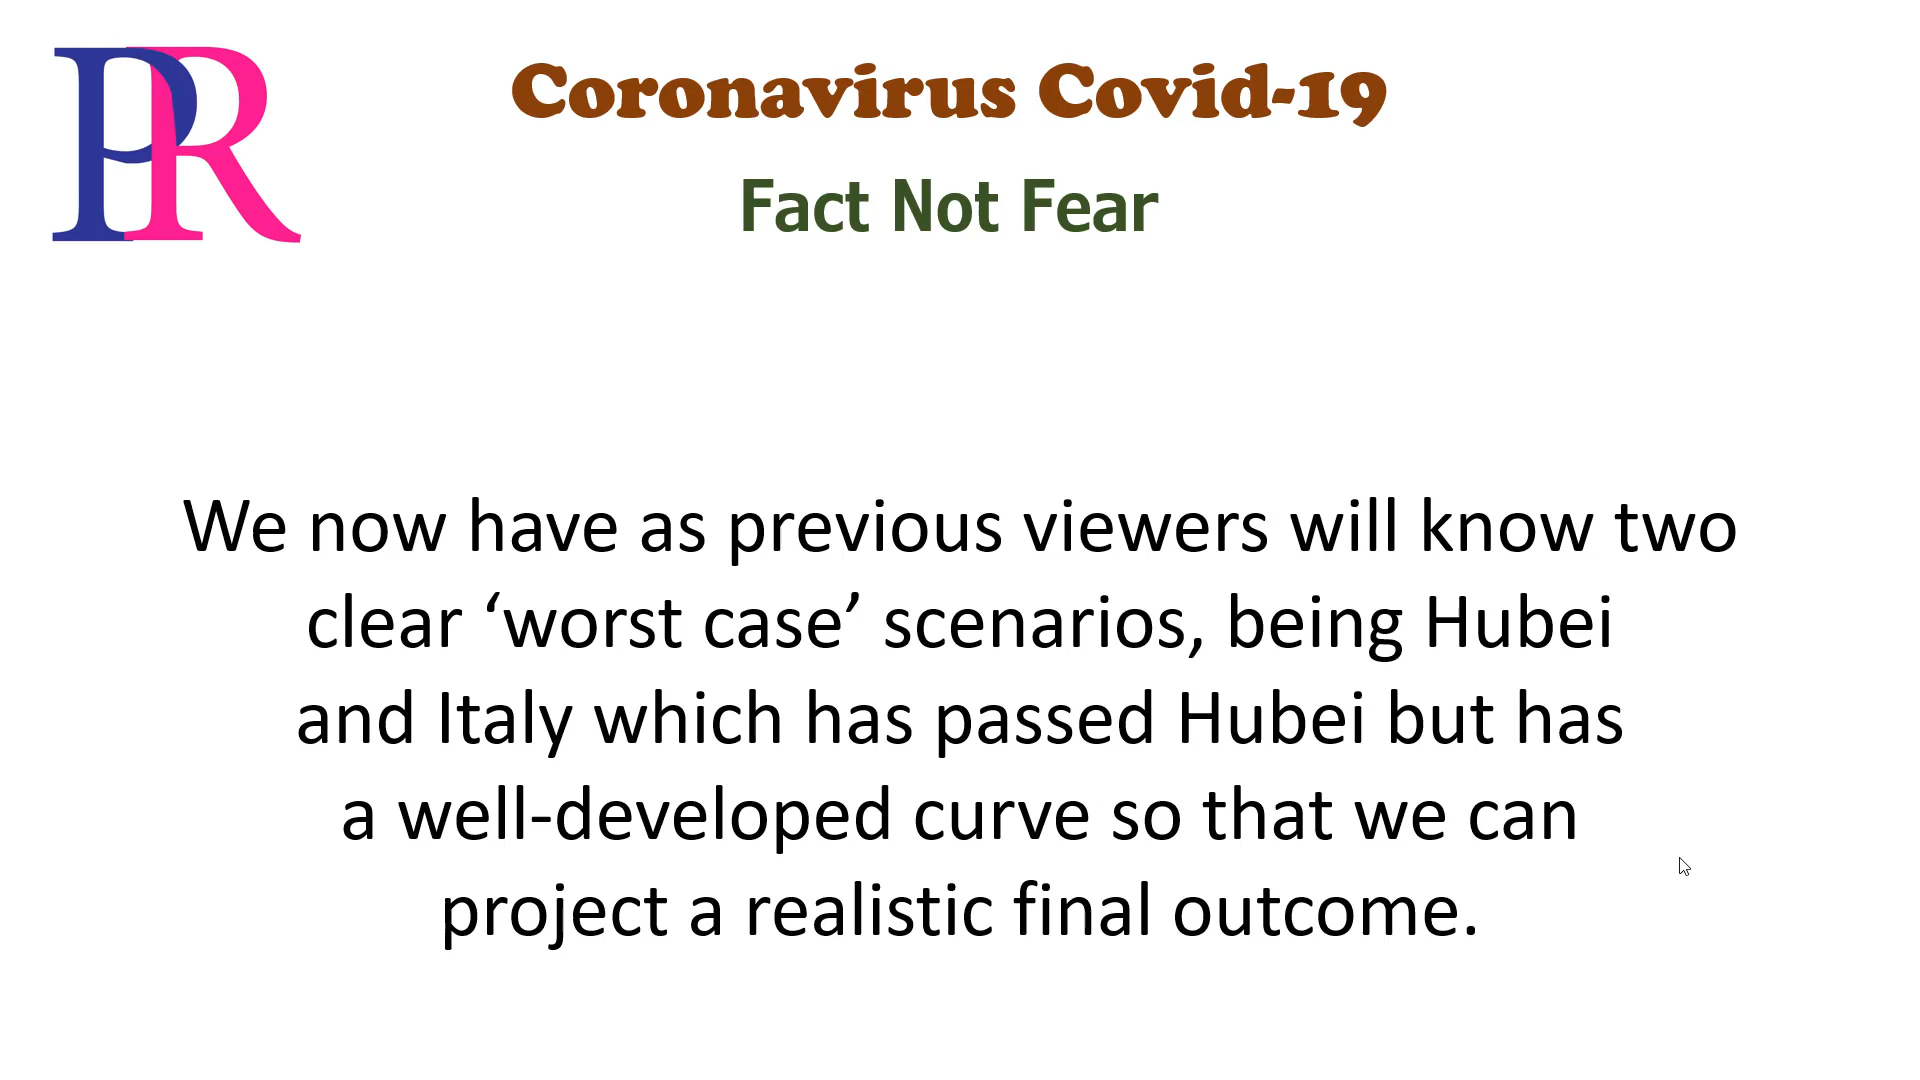 PR
Coronavirus Covid-19
Fact Not Fear
We now have as previous viewers will know two
clear ‘worst case’ scenarios, being Hubei
and Italy which has passed Hubei but has
a well-developed curve so that we can
project a realistic final outcome.